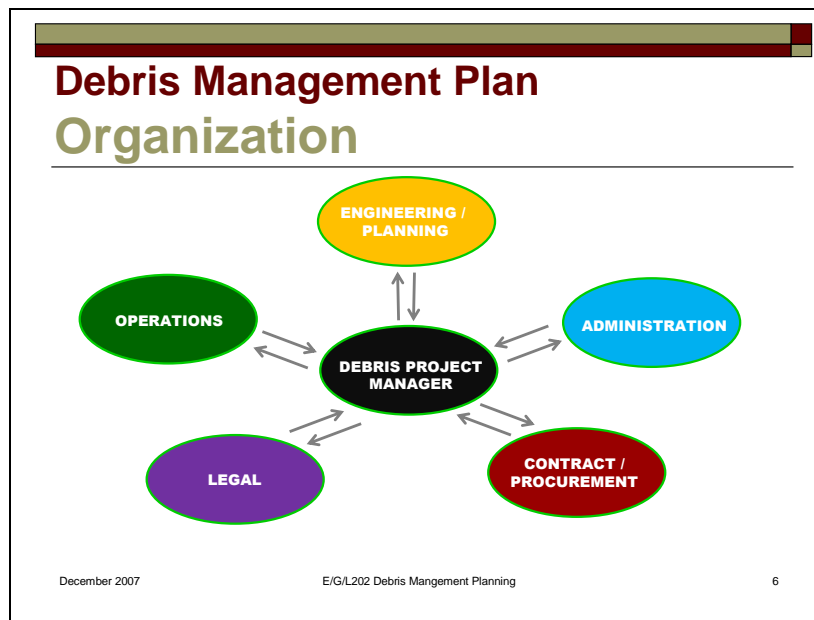 Debris Management Plan
Organization
ENGINEERING /
PLANNING
OPERATIONS
ADMINISTRATION
DEBRIS PROJECT
MANAGER
LEGAL
CONTRACT /
PROCUREMENT
December 2007
E/G/L202 Debris Mangement Planning
6